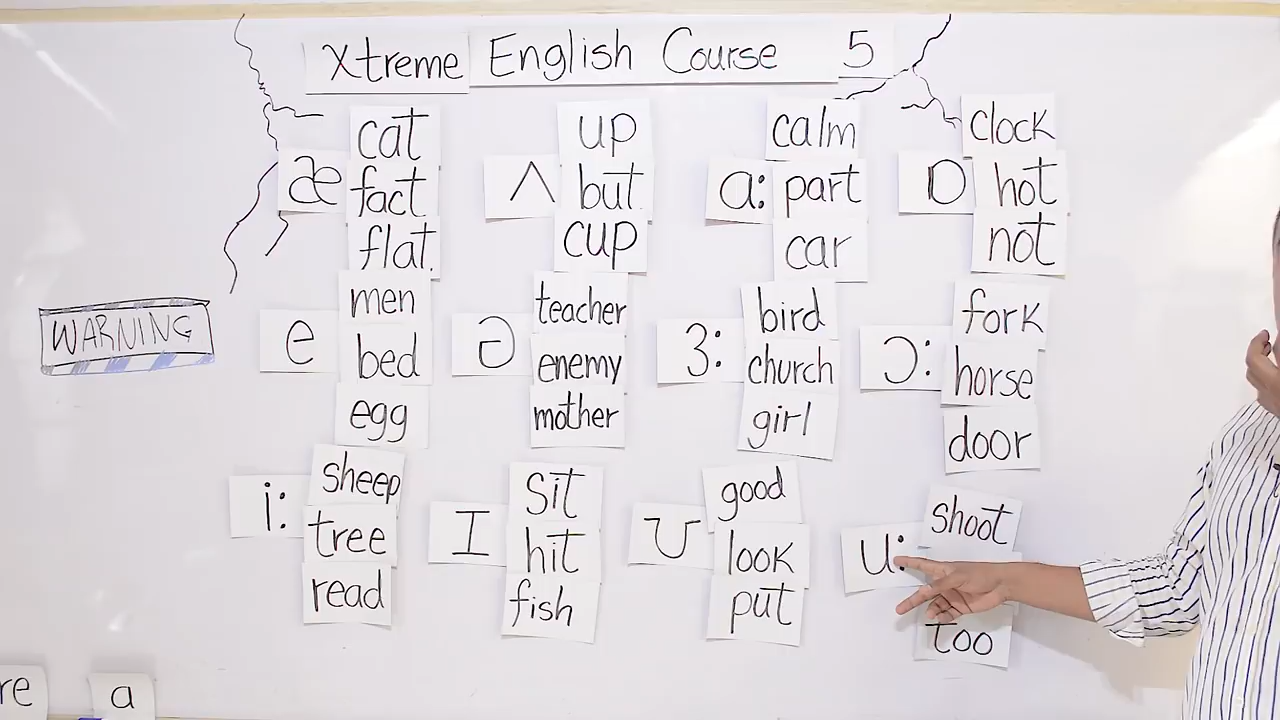 Xtreme English Course 5
æ
cat
fact
flat.
ʌ
up
but
cup
a:
calm
part
car
ɒ
clock
hot
not
WARNING
e
men
bed
egg
ə
teacher
enemy
mother
3:
bird
church
girl
ɔ:
fork
horse
door
i:
sheep
tree
read
I
sit
hit
fish
ʊ
good
look
put
u:
shoot
too
re
a